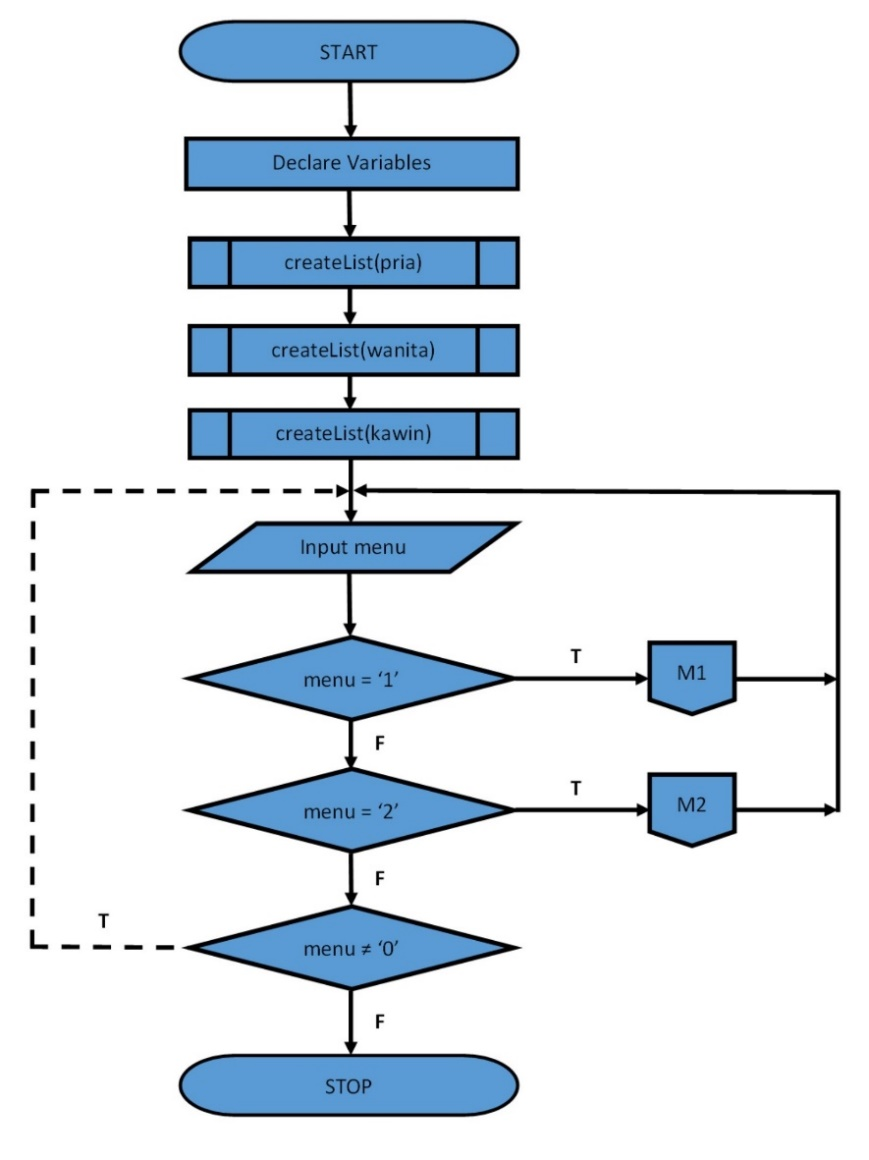 START
Declare Variables
createList(pria)
createList(wanita)
createList(kawin)
Input menu
menu = ‘1’
T
M1
F
menu = ‘2’
T
M2
F
menu ≠ ‘0’
T
F
STOP